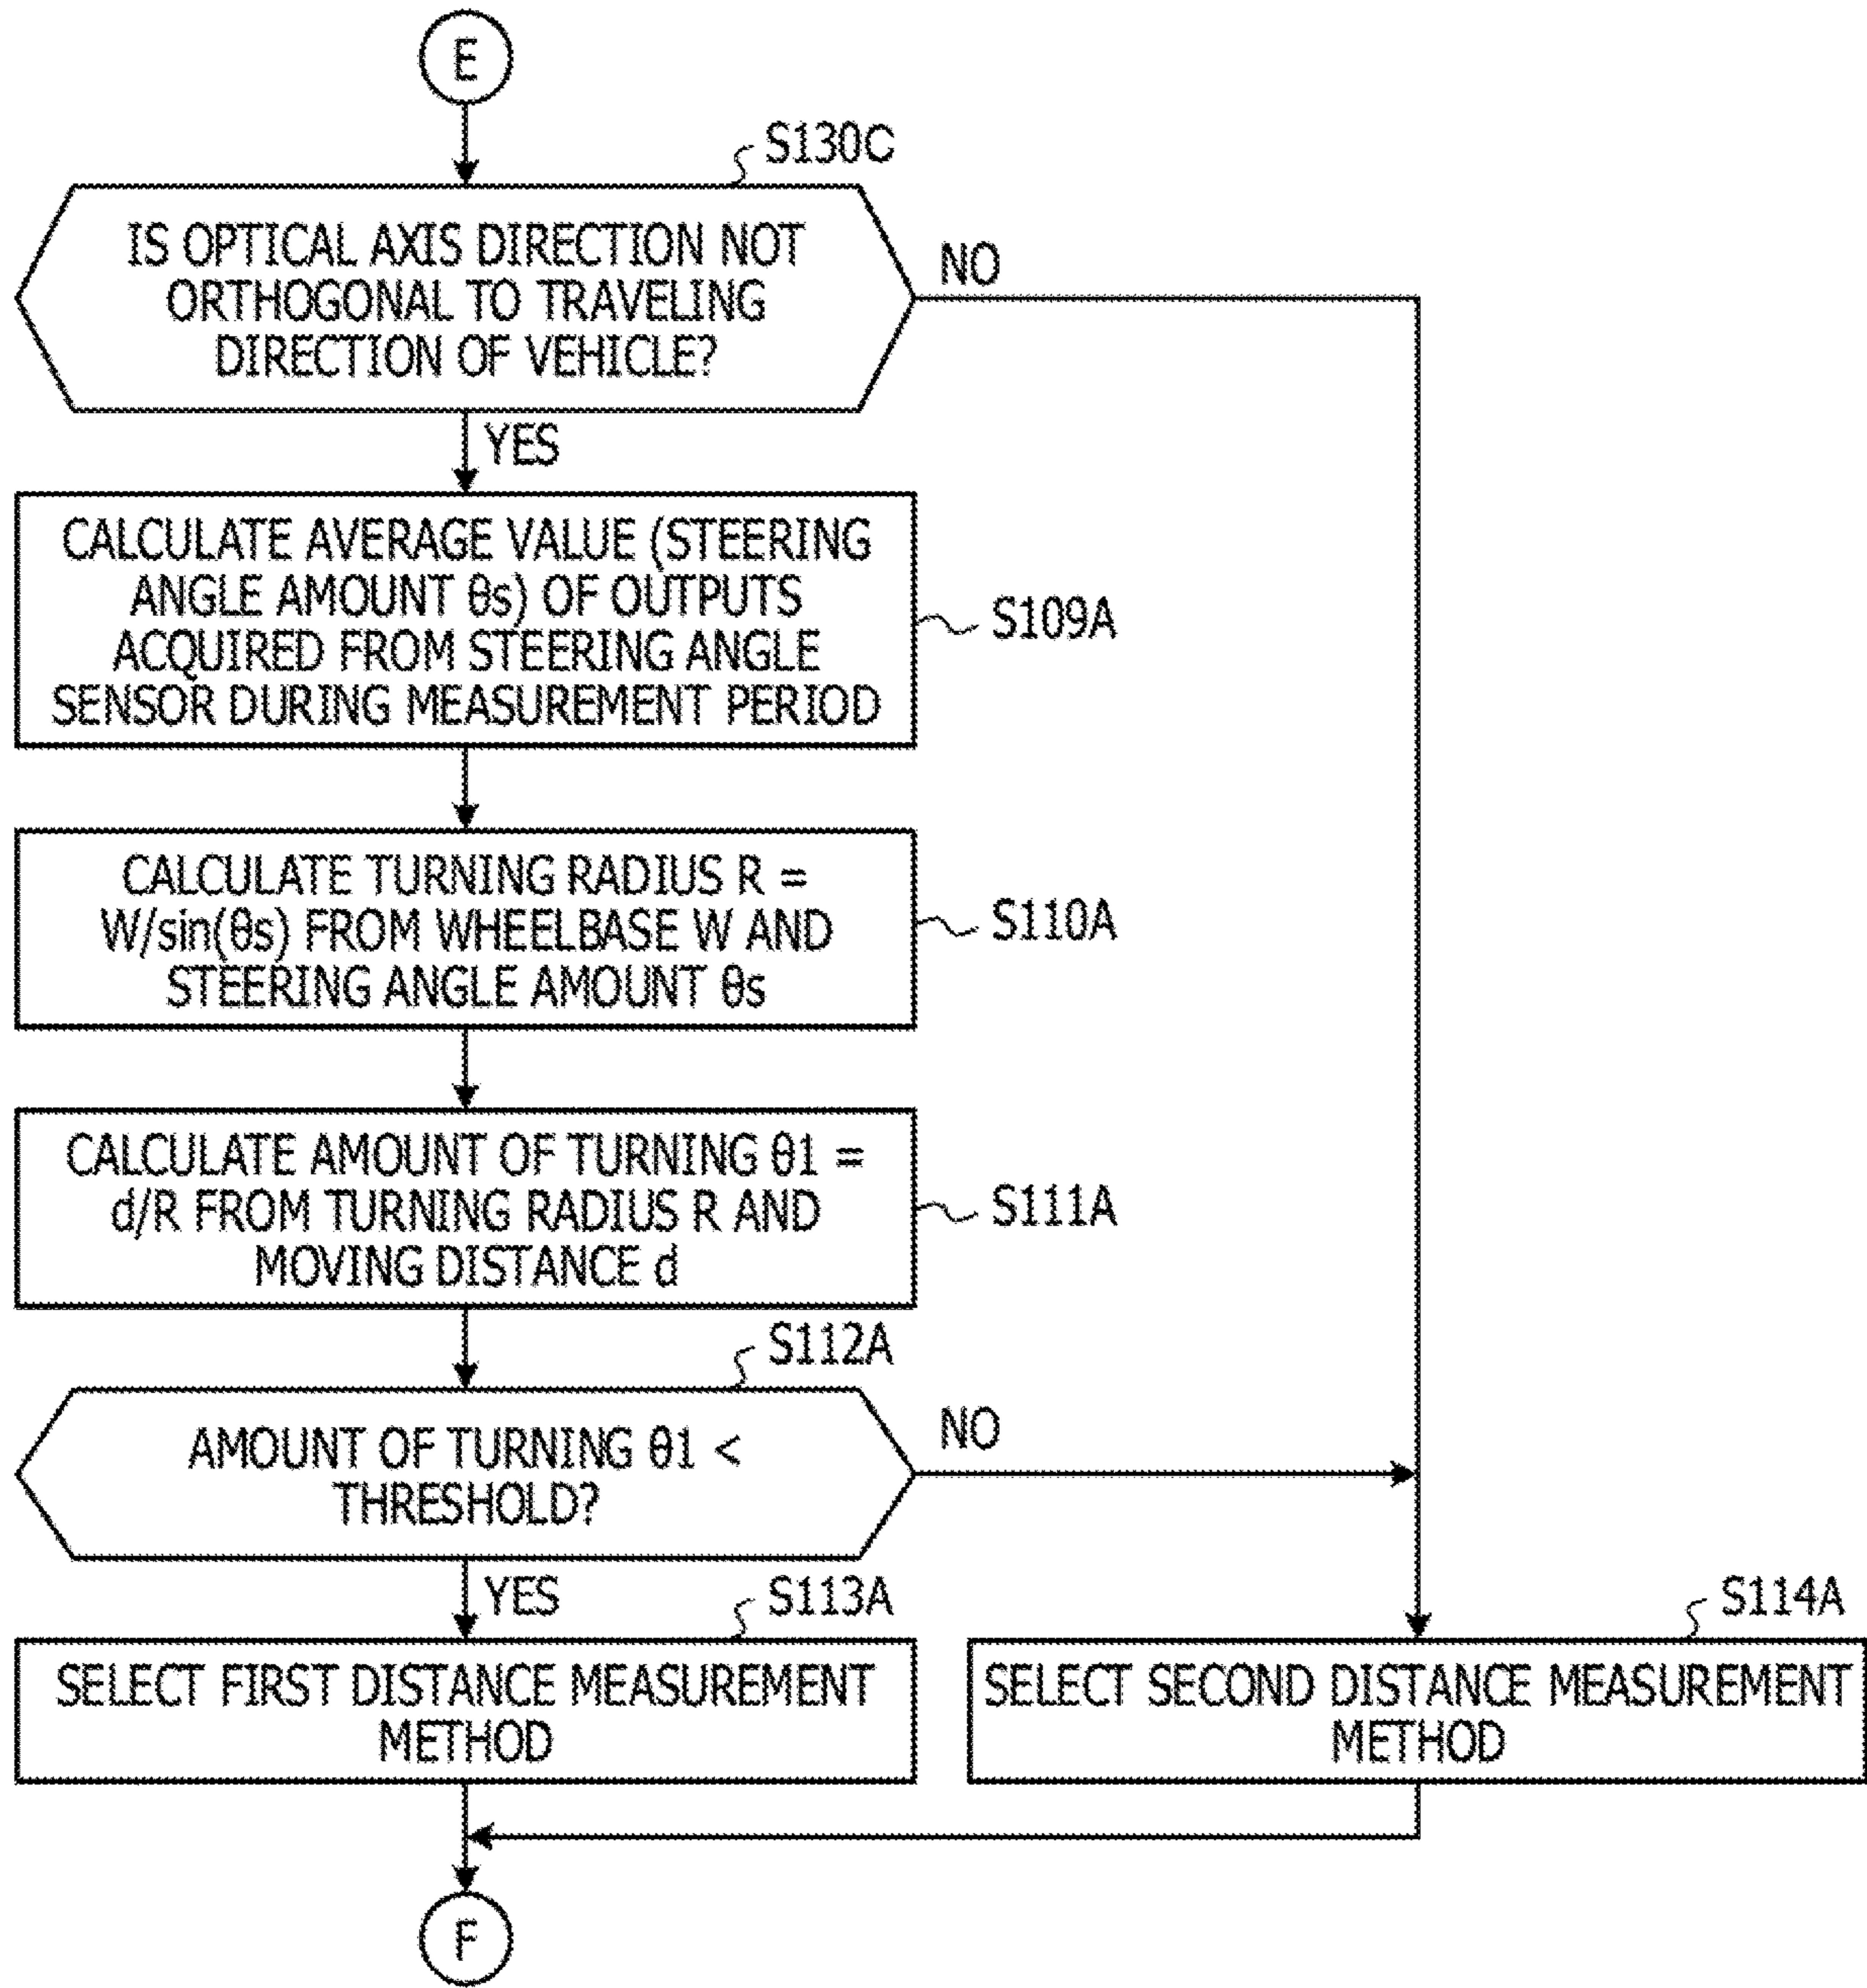 E
S130C
IS OPTICAL AXIS DIRECTION NOT
ORTHOGONAL TO TRAVELING
DIRECTION OF VEHICLE?
NO
YES
CALCULATE AVERAGE VALUE (STEERING
ANGLE AMOUNT θs) OF OUTPUTS
ACQUIRED FROM STEERING ANGLE
SENSOR DURING MEASUREMENT PERIOD
S109A
CALCULATE TURNING RADIUS R =
W/sin(θs) FROM WHEELBASE W AND
STEERING ANGLE AMOUNT θs
S110A
CALCULATE AMOUNT OF TURNING θ1 =
d/R FROM TURNING RADIUS R AND
MOVING DISTANCE d
S111A
S112A
AMOUNT OF TURNING θ1 <
THRESHOLD?
NO
YES
S113A
SELECT FIRST DISTANCE MEASUREMENT
METHOD
S114A
SELECT SECOND DISTANCE MEASUREMENT
METHOD
F